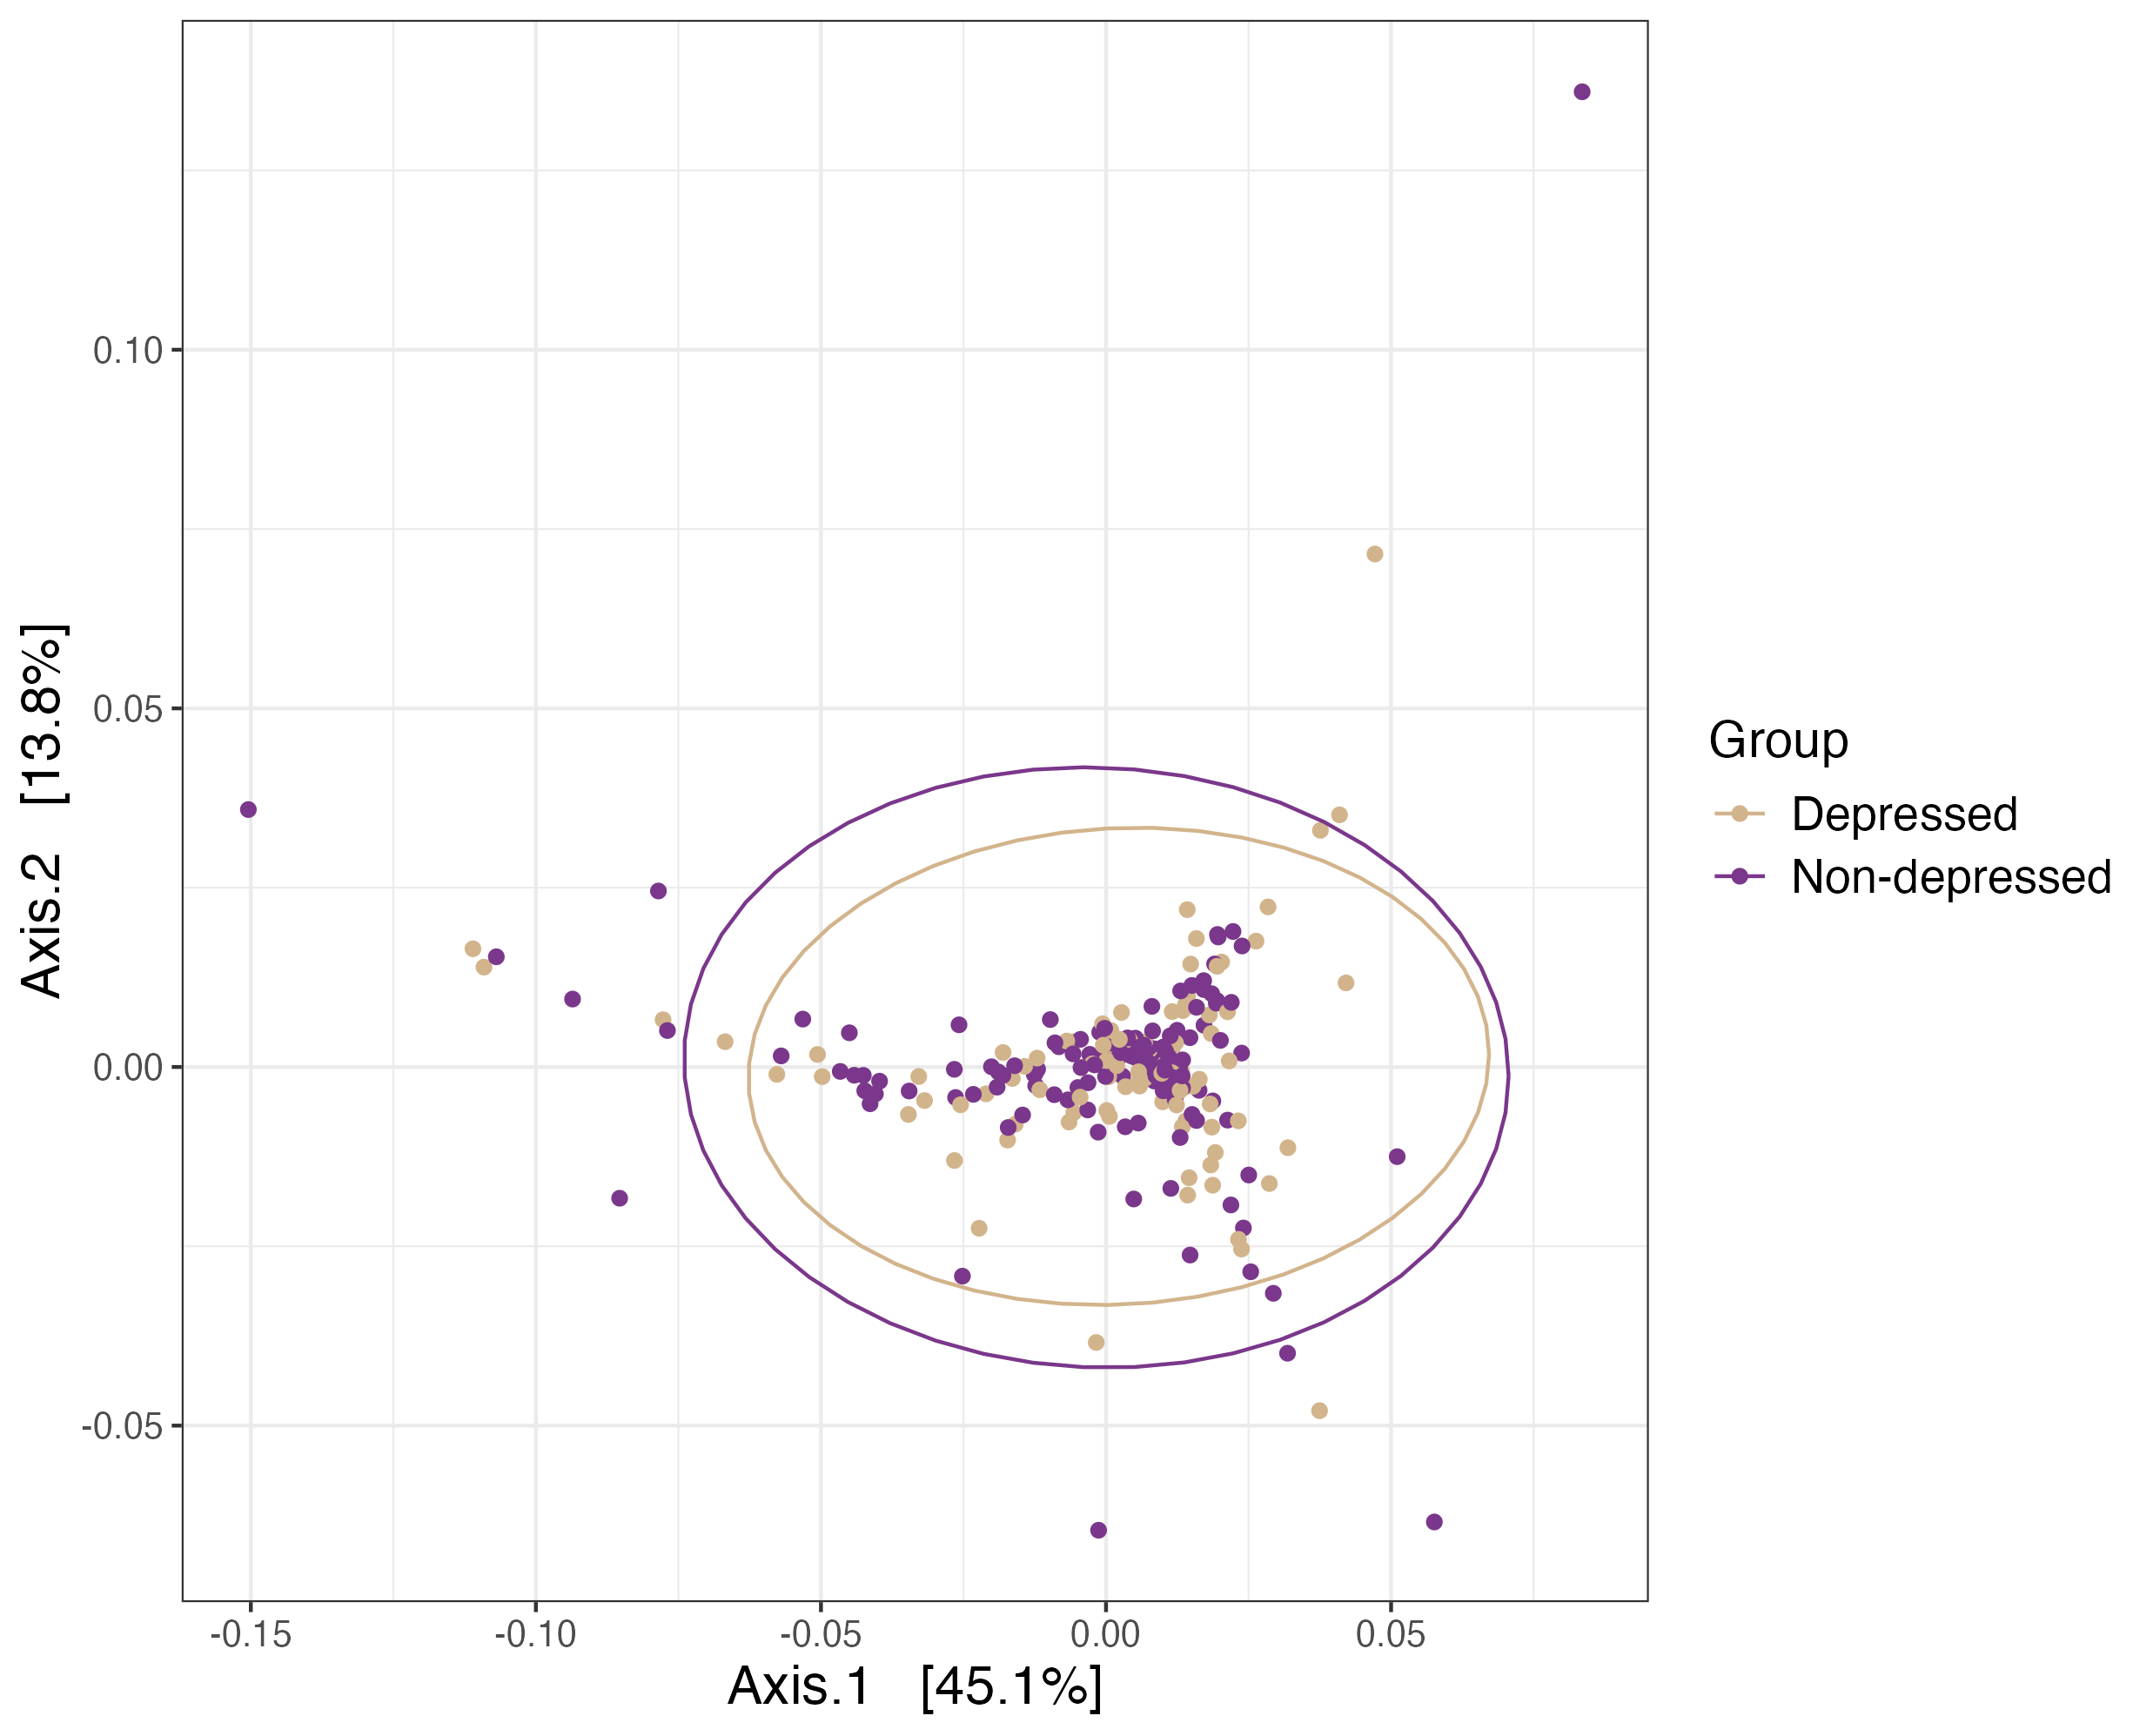 0.10
0.05
0.00
-0.05
Axis.2 [13.8%]
-0.15 -0.10 -0.05 0.00 0.05
Axis.1 [45.1%]
Group
Depressed
Non-depressed